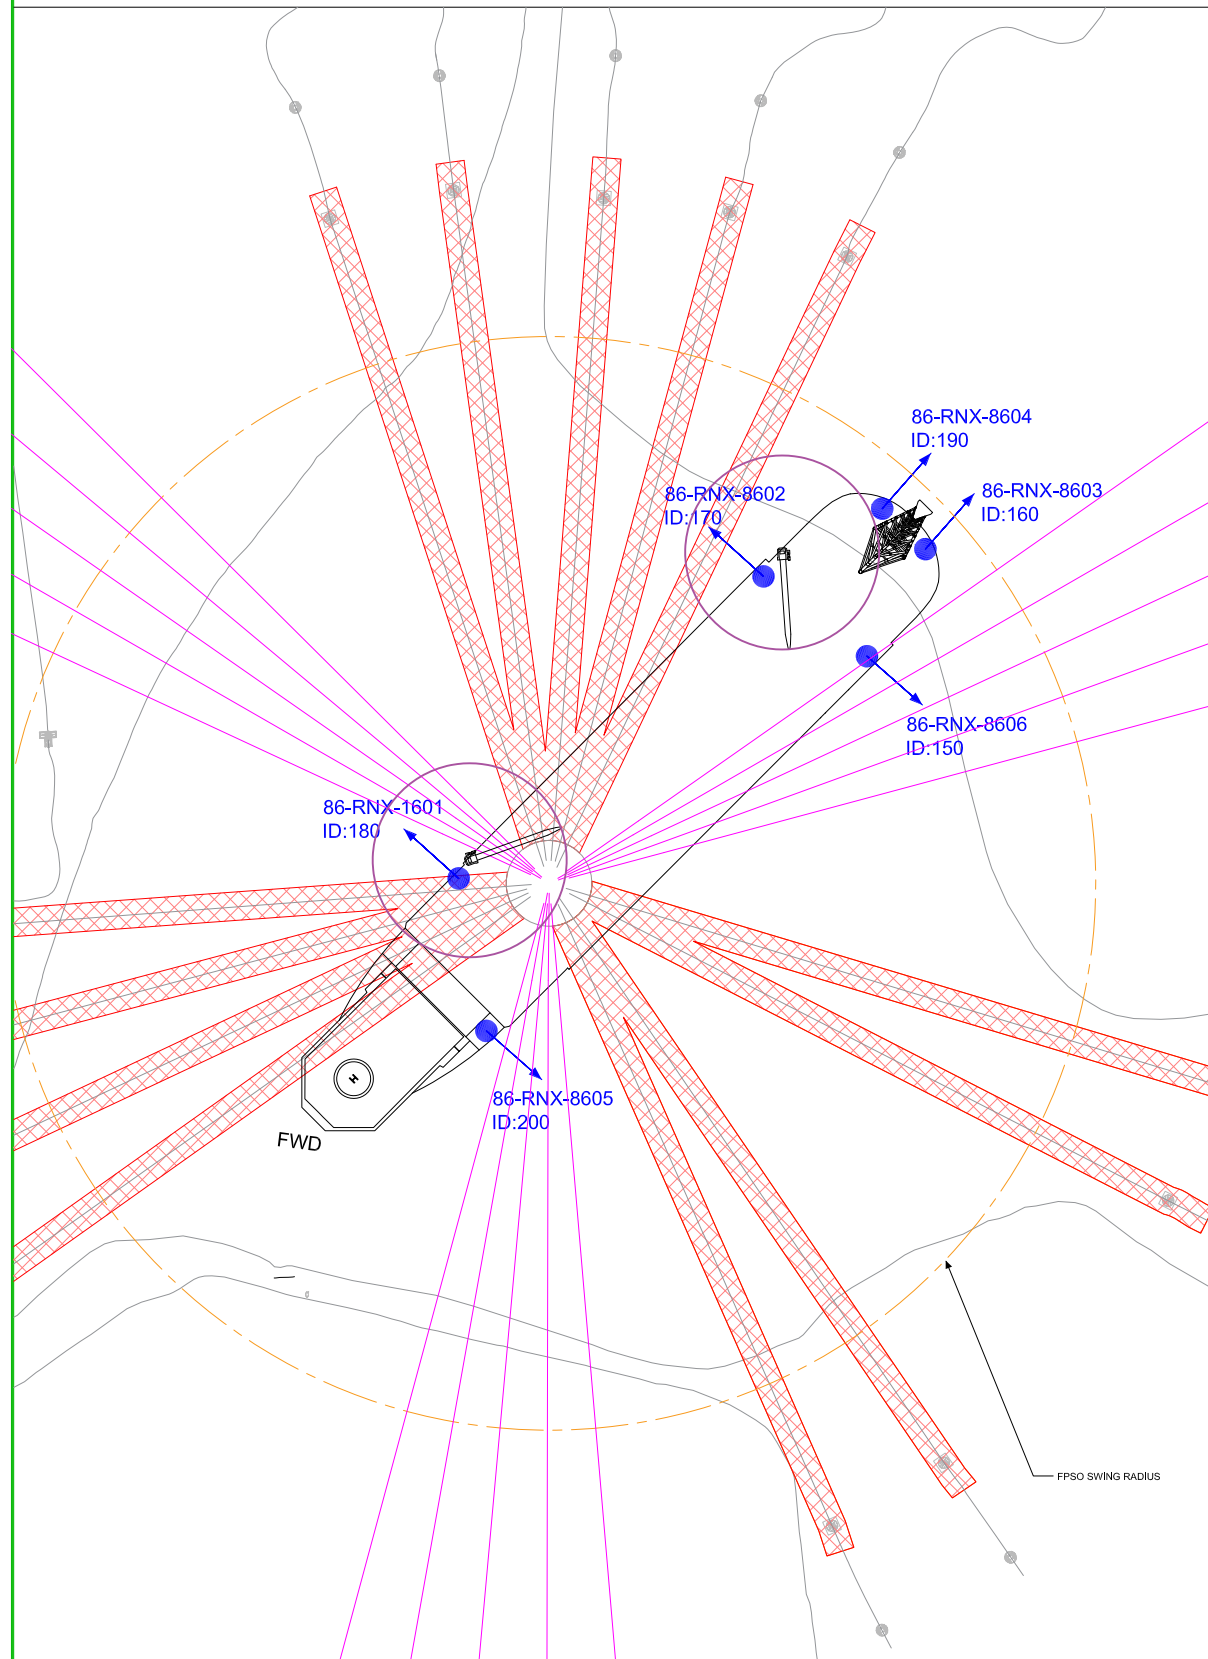 86-RNX-8604
ID:190
86-RNX-8603
ID:160
86-RNX-8602
ID:170
86-RNX-8606
ID:150
86-RNX-1601
ID:180
H
86-RNX-8605
ID:200
FWD
FPSO SWING RADIUS